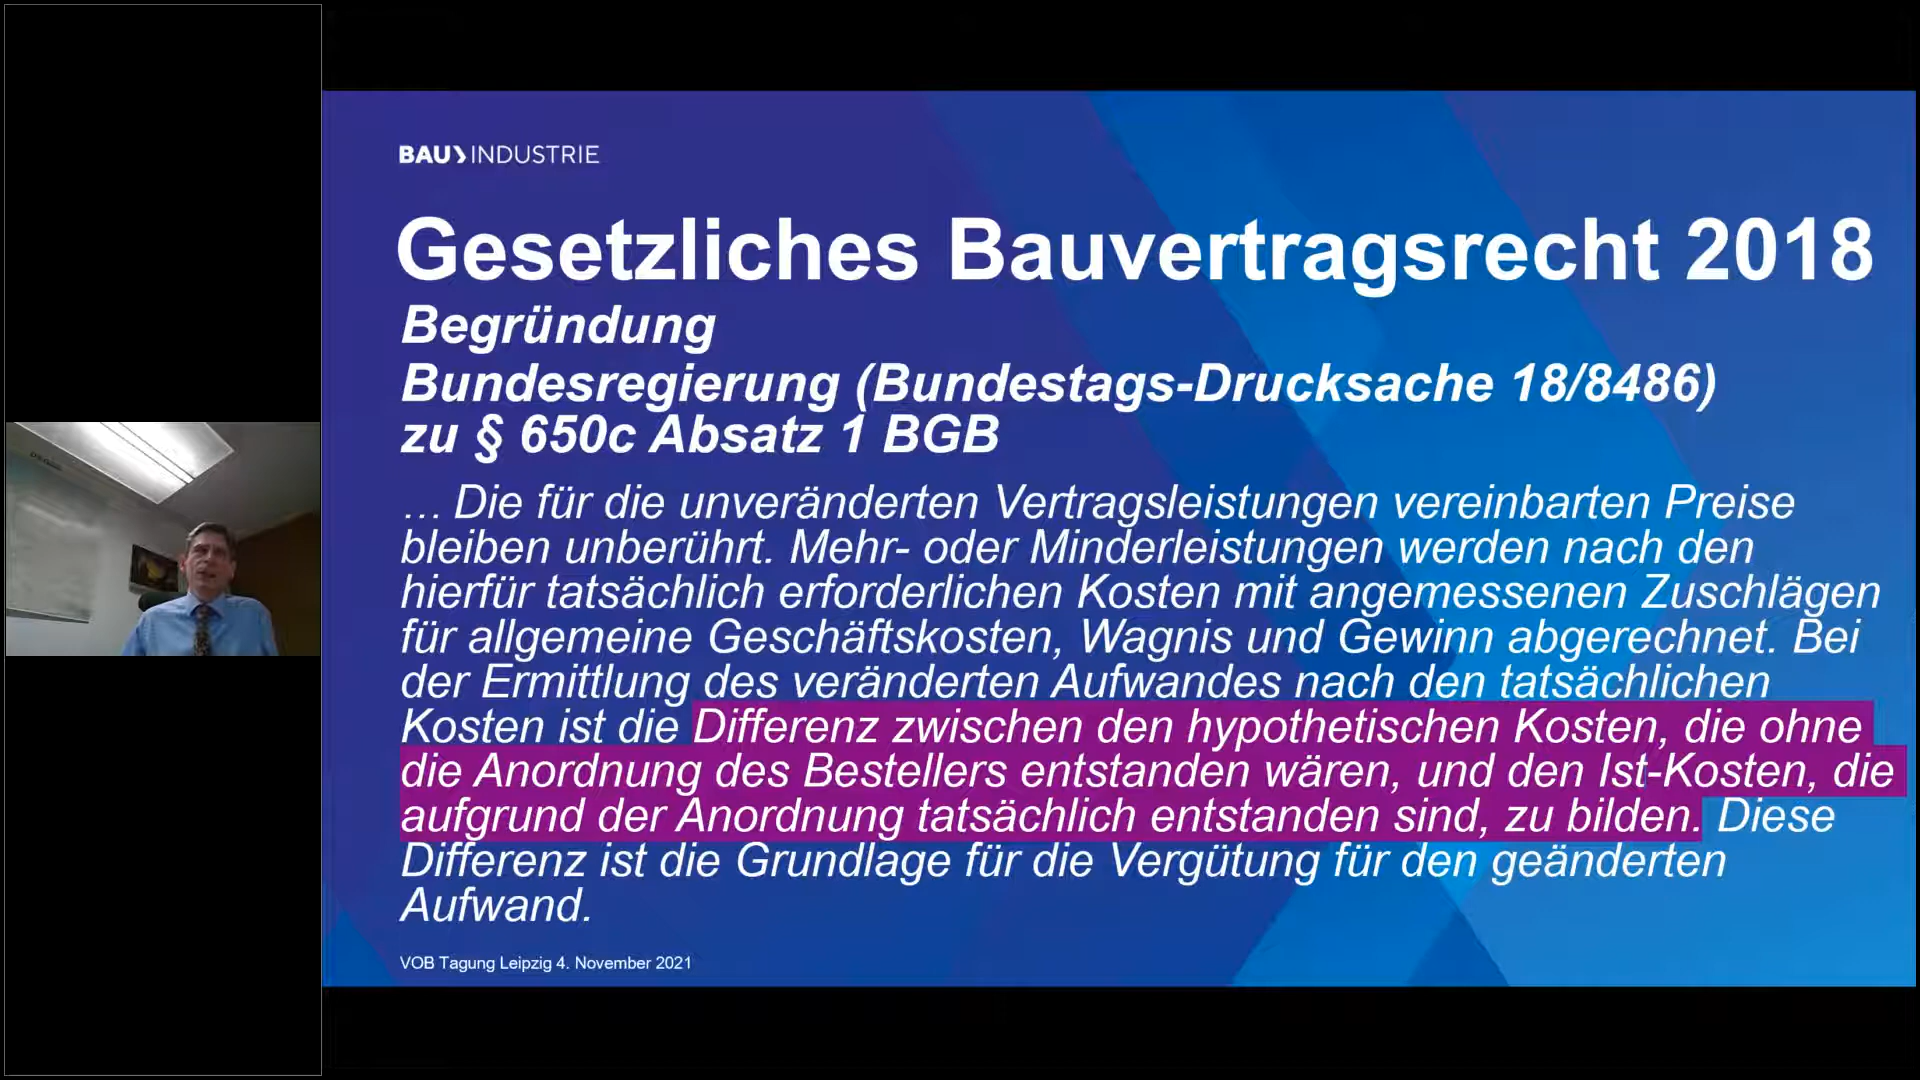 BAU INDUSTRIE
Gesetzliches Bauvertragsrecht 2018
Begründung
Bundesregierung (Bundestags-Drucksache 18/8486)
zu § 650c Absatz 1 BGB
… Die für die unveränderten Vertragsleistungen vereinbarten Preise
bleiben unberührt. Mehr- oder Minderleistungen werden nach den
hierfür tatsächlich erforderlichen Kosten mit angemessenen Zuschlägen
für allgemeine Geschäftskosten, Wagnis und Gewinn abgerechnet. Bei
der Ermittlung des veränderten Aufwandes nach den tatsächlichen
Kosten ist die Differenz zwischen den hypothetischen Kosten, die ohne
die Anordnung des Bestellers entstanden wären, und den Ist-Kosten, die
aufgrund der Anordnung tatsächlich entstanden sind, zu bilden. Diese
Differenz ist die Grundlage für die Vergütung für den geänderten
Aufwand.
VOB Tagung Leipzig 4. November 2021